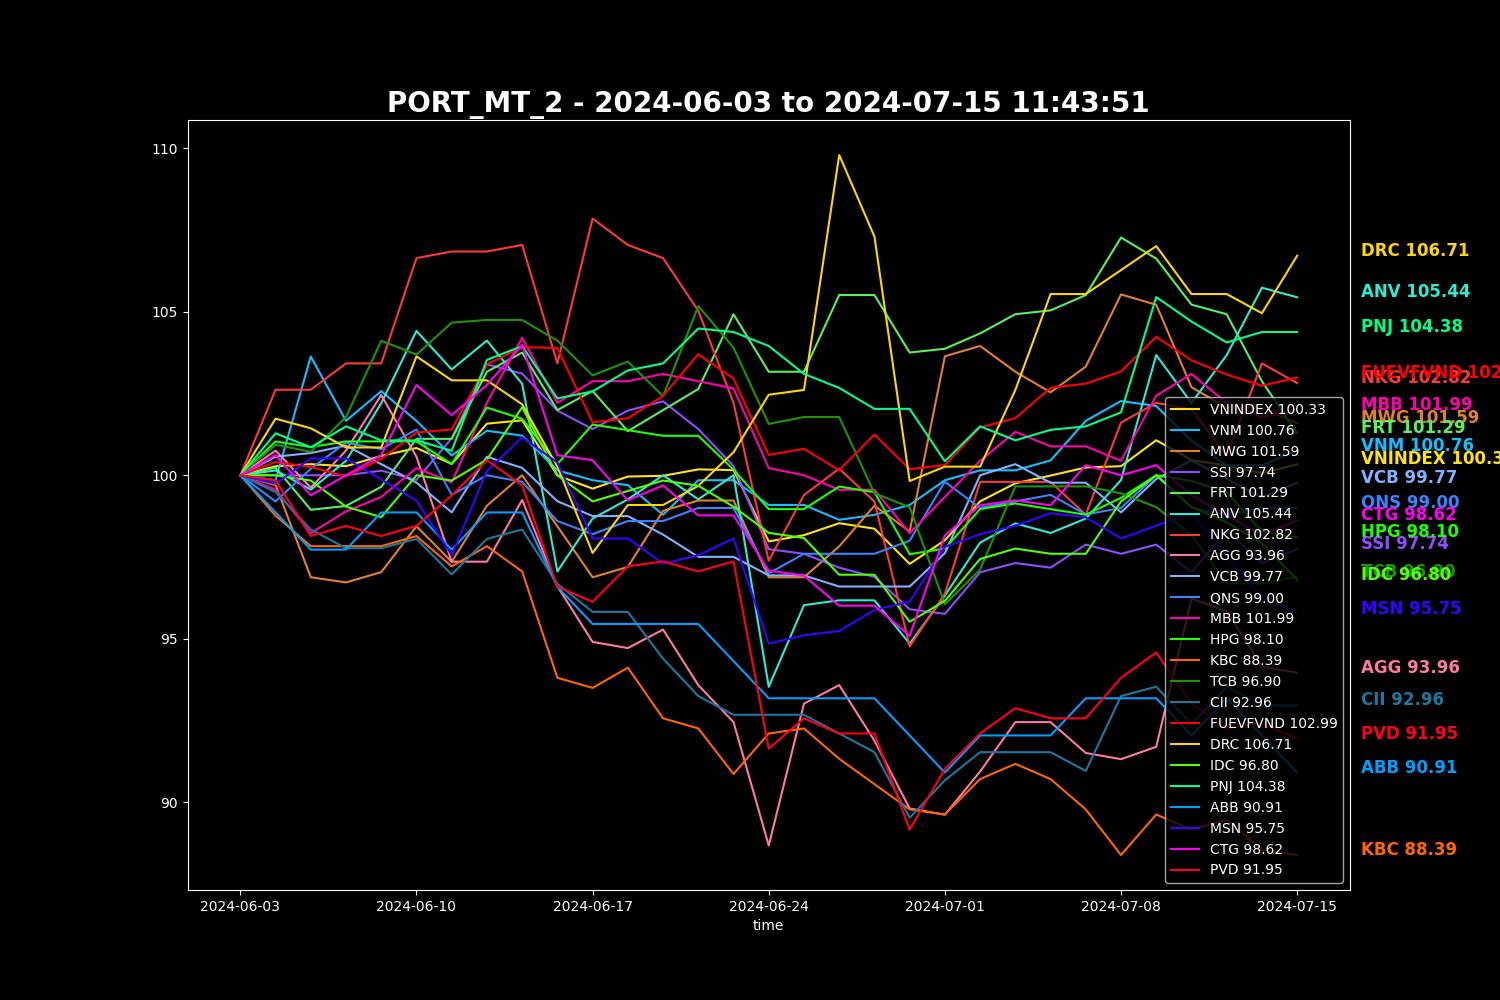 PORT_MT_2 - 2024-06-03 to 2024-07-15 11:43:51
110
105
100
95
90
2024-06-03
2024-06-10
2024-06-17
2024-06-24
2024-07-01
2024-07-08
2024-07-15
time
VNINDEX 100.33
VNM 100.76
MWG 101.59
SSI 97.74
FRT 101.29
ANV 105.44
NKG 102.82
AGG 93.96
VCB 99.77
QNS 99.00
MBB 101.99
HPG 98.10
KBC 88.39
TCB 96.90
CII 92.96
FUEVFVND 102.99
DRC 106.71
IDC 96.80
PNJ 104.38
ABB 90.91
MSN 95.75
CTG 98.62
PVD 91.95
DRC 106.71
ANV 105.44
PNJ 104.38
FUEVFVND 102
NKG 102.82
MBB 101.99
MWG 101.59
FRT 101.29
VNM 100.76
VNINDEX 100.3
VCB 99.77
QNS 99.00
CTG 98.62
HPG 98.10
SSI 97.74
TCB 96.90
IDC 96.80
MSN 95.75
AGG 93.96
CII 92.96
PVD 91.95
ABB 90.91
KBC 88.39